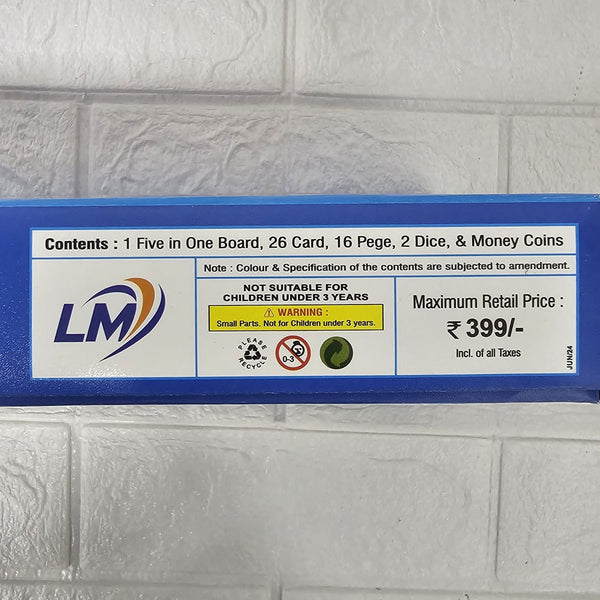 Contents : 1 Five in One Board, 26 Card, 16 Pege, 2 Dice, & Money Coins
Note : Colour & Specification of the contents are subjected to amendment.
LM
NOT SUITABLE FOR
CHILDREN UNDER 3 YEARS
⚠ WARNING :
Small Parts. Not for Children under 3 years.
PLEASE RECYCLE
0-3
Maximum Retail Price :
₹ 399/-
Incl. of all Taxes
JUN/24